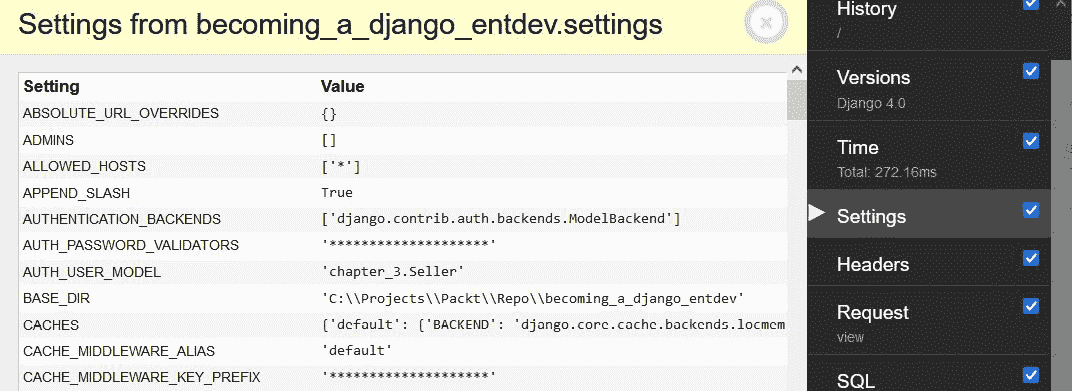 Settings from becoming_a_django_entdev.settings
Setting Value
ABSOLUTE_URL_OVERRIDES {}
ADMINS []
ALLOWED_HOSTS ['*']
APPEND_SLASH True
AUTHENTICATION_BACKENDS ['django.contrib.auth.backends.ModelBackend']
AUTH_PASSWORD_VALIDATORS '********************'
AUTH_USER_MODEL 'chapter_3.Seller'
BASE_DIR 'C:\\Projects\\Packt\\Repo\\becoming_a_django_entdev'
CACHES {'default': {'BACKEND': 'django.core.cache.backends.locmem
CACHE_MIDDLEWARE_ALIAS 'default'
CACHE_MIDDLEWARE_KEY_PREFIX '********************'
History
/
Versions
Django 4.0
Time
Total: 272.16ms
Settings
Headers
Request
view
SQL